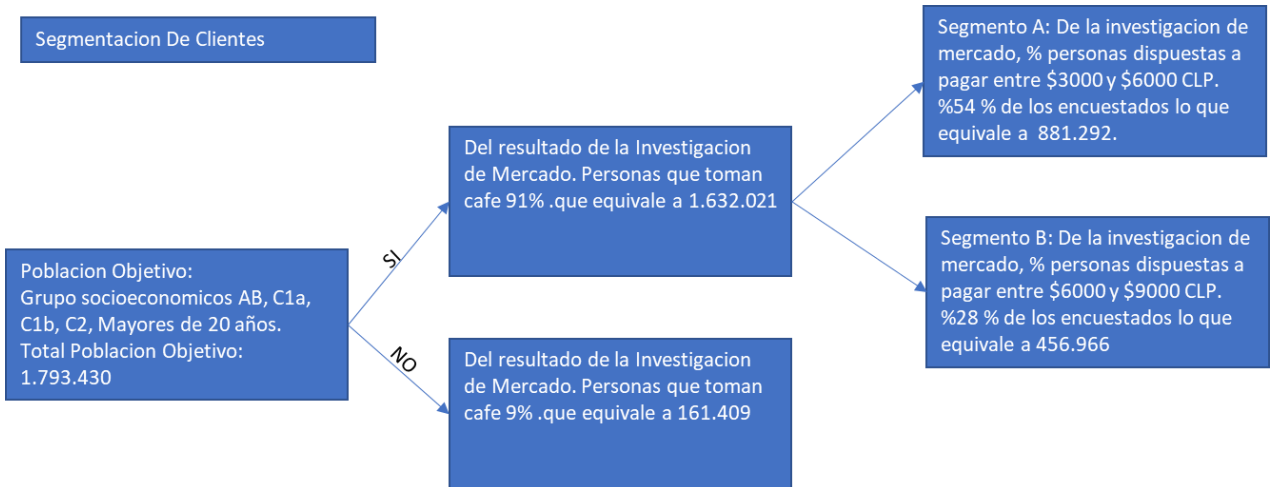 Segmentacion De Clientes
Poblacion Objetivo:
Grupo socioeconomicos AB, C1a,
C1b, C2, Mayores de 20 años.
Total Poblacion Objetivo:
1.793.430
SI
NO
Del resultado de la Investigacion
de Mercado. Personas que toman
cafe 91% .que equivale a 1.632.021
Del resultado de la Investigacion
de Mercado. Personas que toman
cafe 9% .que equivale a 161.409
Segmento A: De la investigacion de
mercado, % personas dispuestas a
pagar entre $3000 y $6000 CLP.
%54 % de los encuestados lo que
equivale a  881.292.
Segmento B: De la investigacion de
mercado, % personas dispuestas a
pagar entre $6000 y $9000 CLP.
%28 % de los encuestados lo que
equivale a 456.966